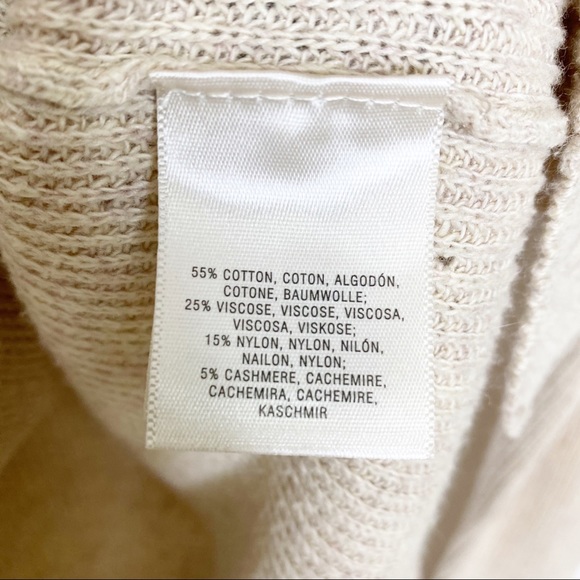 55% COTTON, COTON, ALGODÓN,
COTONE, BAUMWOLLE;
25% VISCOSE, VISCOSE, VISCOSA,
VISCOSA, VISKOSE;
15% NYLON, NYLON, NILÓN,
NAILON, NYLON;
5% CASHMERE, CACHEMIRE,
CACHEMIRA, CACHEMIRE,
KASCHMIR